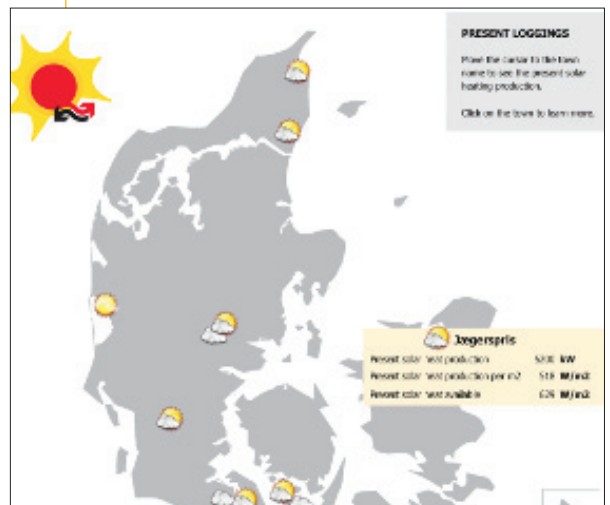 PRESENT LOGGINGS
Move the cursor to the town
name to see the present solar
heating production.
Click on the town to learn more.
Jægerspris
Present solar heat production kW
Present solar heat production per m2 518 W/m2
Present solar heat available W/m2